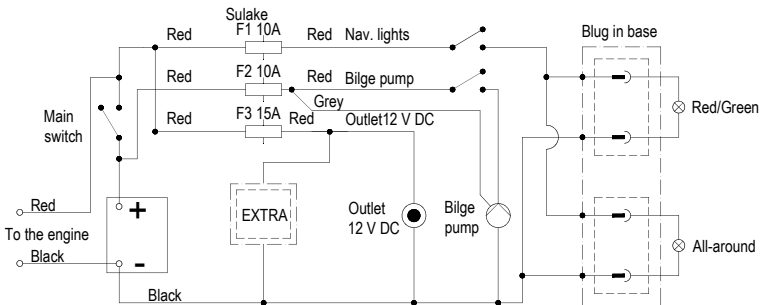 Sulake
F1 10A
Red
Red
Nav. lights
Blug in base
F2 10A
Red
Red
Bilge pump
Grey
Main
switch
F3 15A
Red
Red
Outlet12 V DC
Red/Green
Red
+
EXTRA
Outlet
12 V DC
Bilge
pump
To the engine
Black
-
All-around
Black